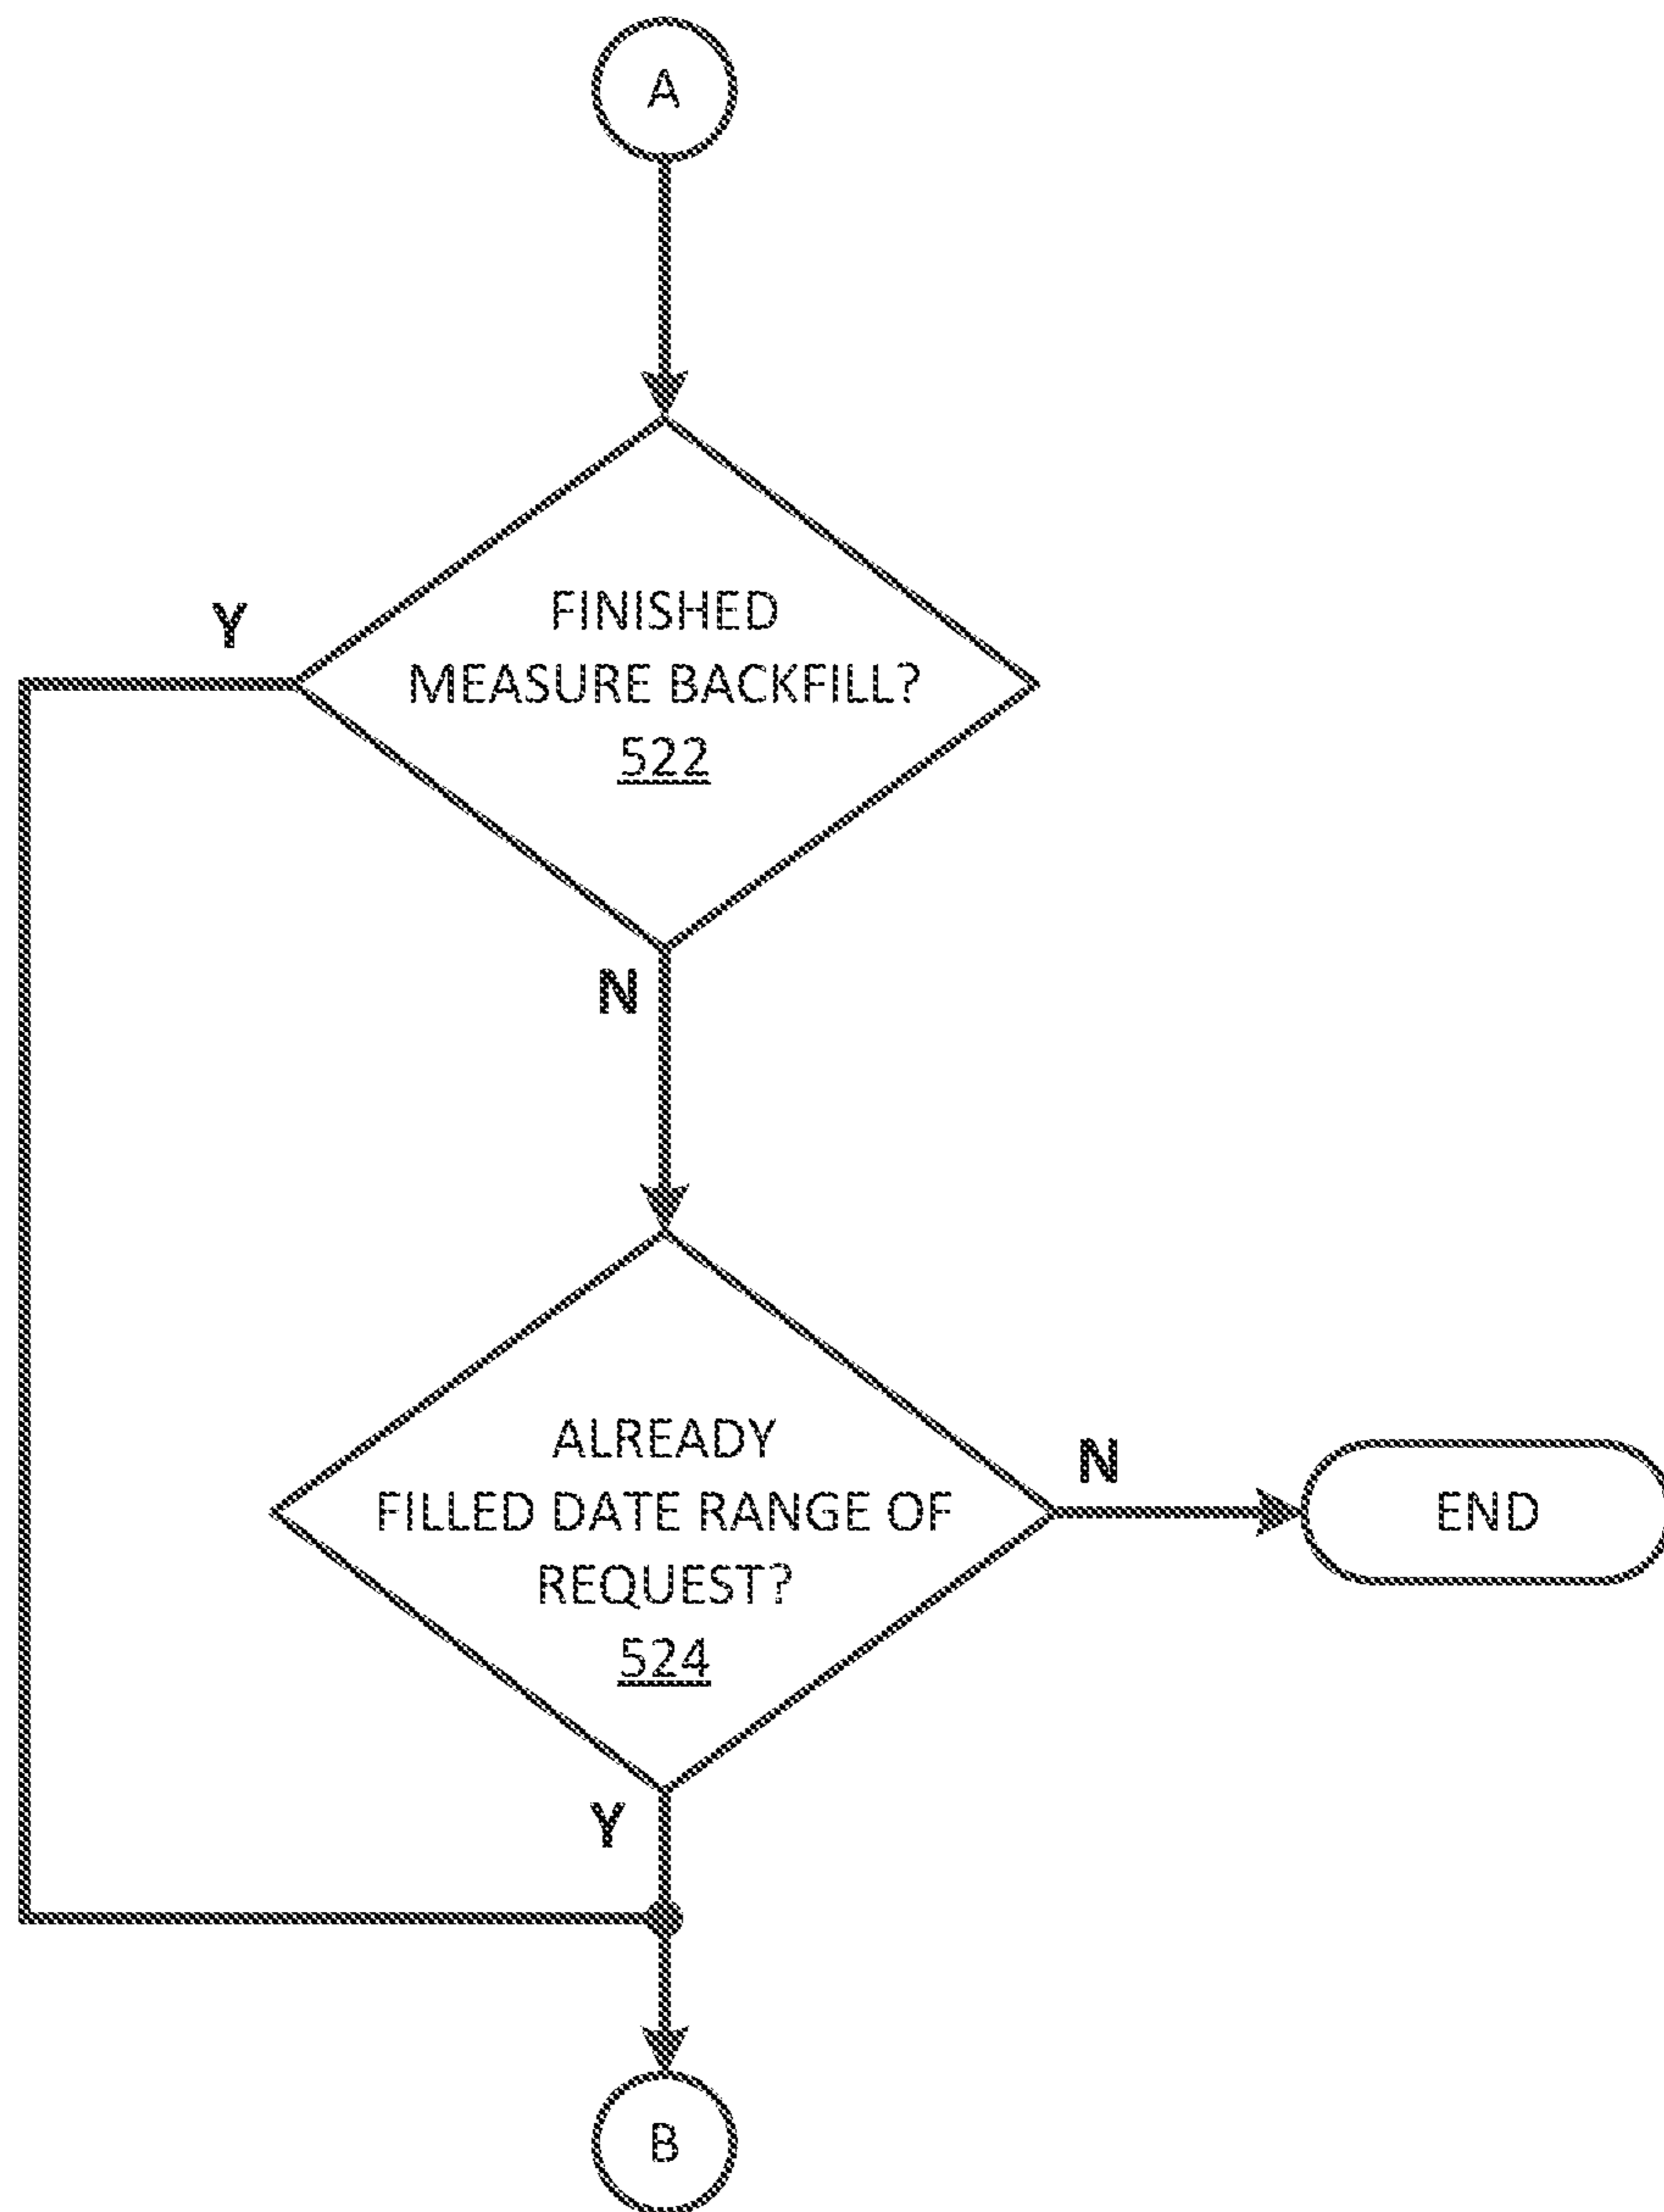 A
Y
FINISHED
MEASURE BACKFILL?
522
N
ALREADY
FILLED DATE RANGE OF
REQUEST?
524
N
END
Y
B